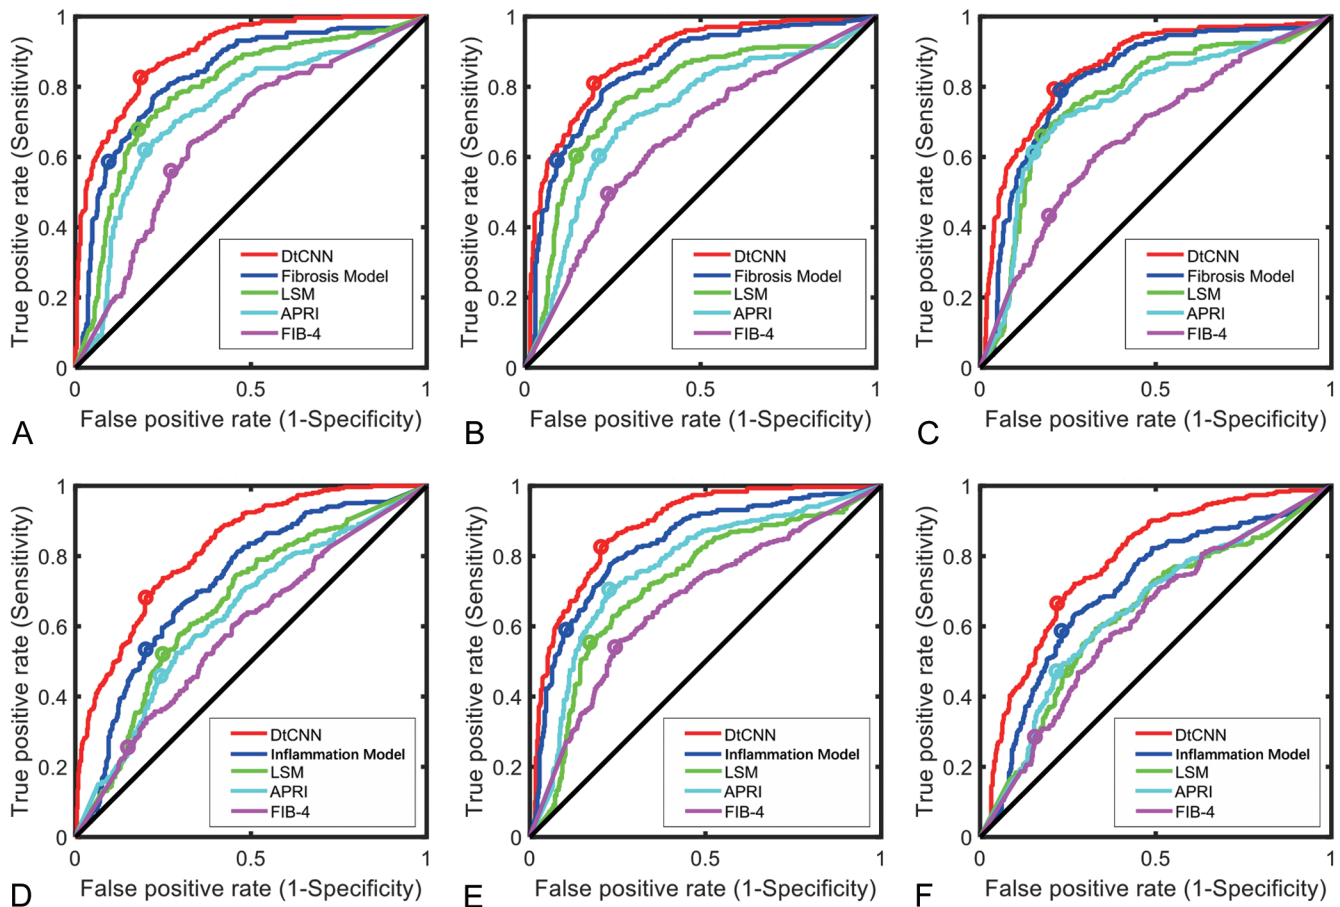 True positive rate (Sensitivity)
1
0.8
0.6
0.4
0.2
0
DtCNN
Fibrosis Model
LSM
APRI
FIB-4
0 0.5 1
False positive rate (1-Specificity)
A
True positive rate (Sensitivity)
1
0.8
0.6
0.4
0.2
0
DtCNN
Fibrosis Model
LSM
APRI
FIB-4
0 0.5 1
False positive rate (1-Specificity)
B
True positive rate (Sensitivity)
1
0.8
0.6
0.4
0.2
0
DtCNN
Fibrosis Model
LSM
APRI
FIB-4
0 0.5 1
False positive rate (1-Specificity)
C
True positive rate (Sensitivity)
1
0.8
0.6
0.4
0.2
0
DtCNN
Inflammation Model
LSM
APRI
FIB-4
0 0.5 1
False positive rate (1-Specificity)
D
True positive rate (Sensitivity)
1
0.8
0.6
0.4
0.2
0
DtCNN
Inflammation Model
LSM
APRI
FIB-4
0 0.5 1
False positive rate (1-Specificity)
E
True positive rate (Sensitivity)
1
0.8
0.6
0.4
0.2
0
DtCNN
Inflammation Model
LSM
APRI
FIB-4
0 0.5 1
False positive rate (1-Specificity)
F